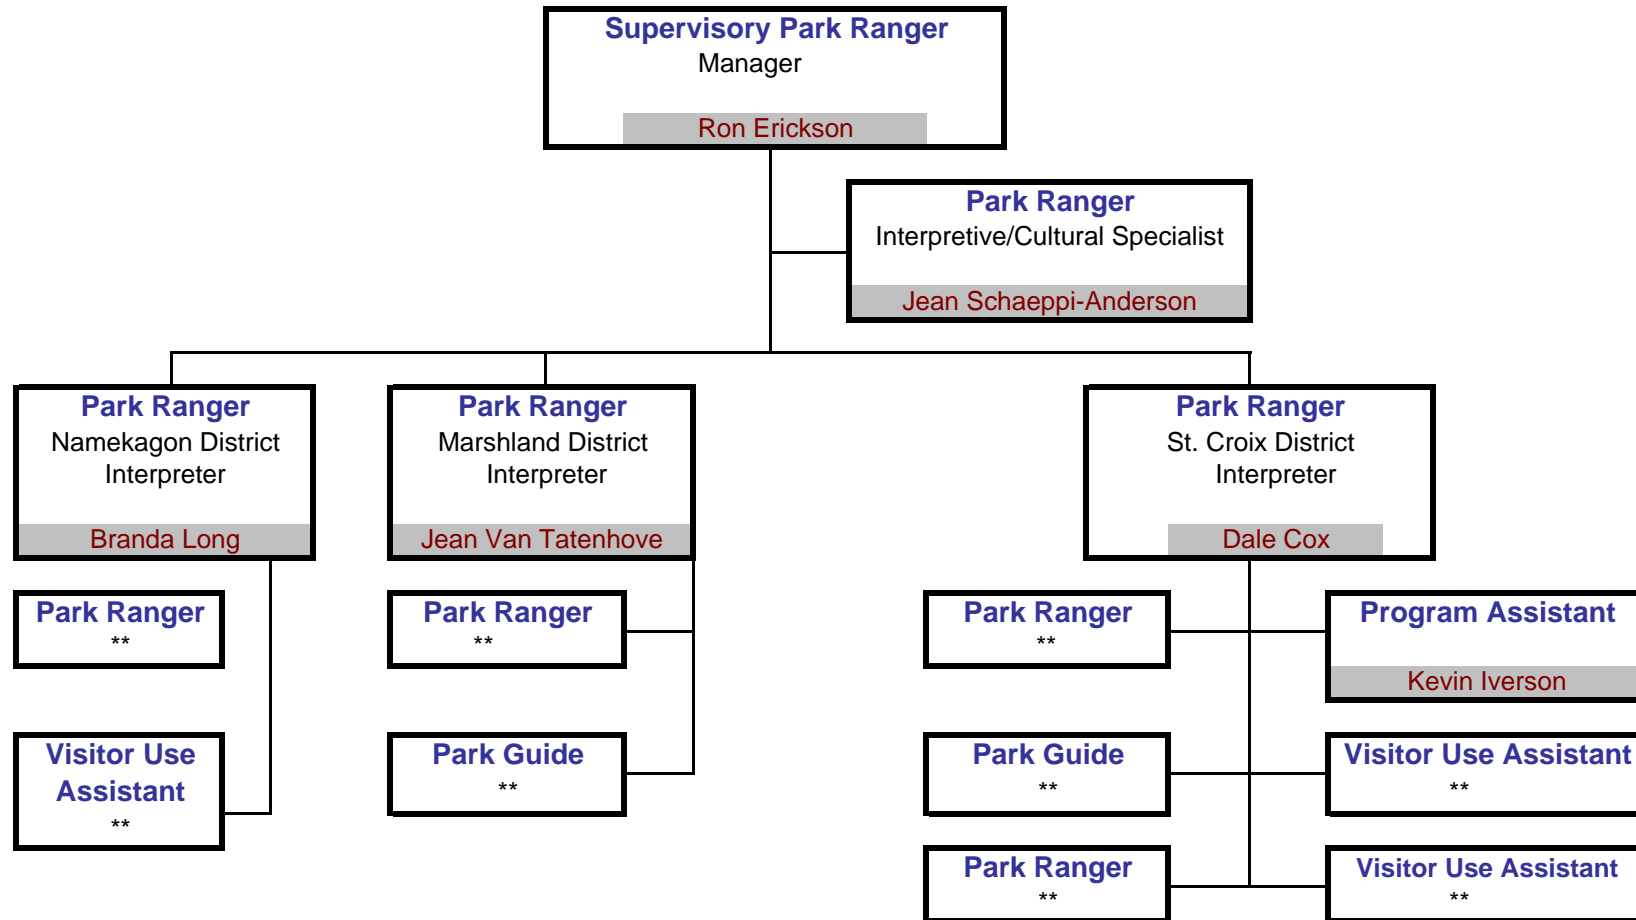 Supervisory Park Ranger
Manager
Ron Erickson
Park Ranger
Interpretive/Cultural Specialist
Jean Schaeppi-Anderson
Park Ranger
Namekagon District
Interpreter
Branda Long
Park Ranger
Marshland District
Interpreter
Jean Van Tatenhove
Park Ranger
St. Croix District
Interpreter
Dale Cox
Park Ranger
**
Visitor Use
Assistant
**
Park Ranger
**
Park Guide
**
Park Ranger
**
Program Assistant
Kevin Iverson
Park Guide
**
Visitor Use Assistant
**
Park Ranger
**
Visitor Use Assistant
**